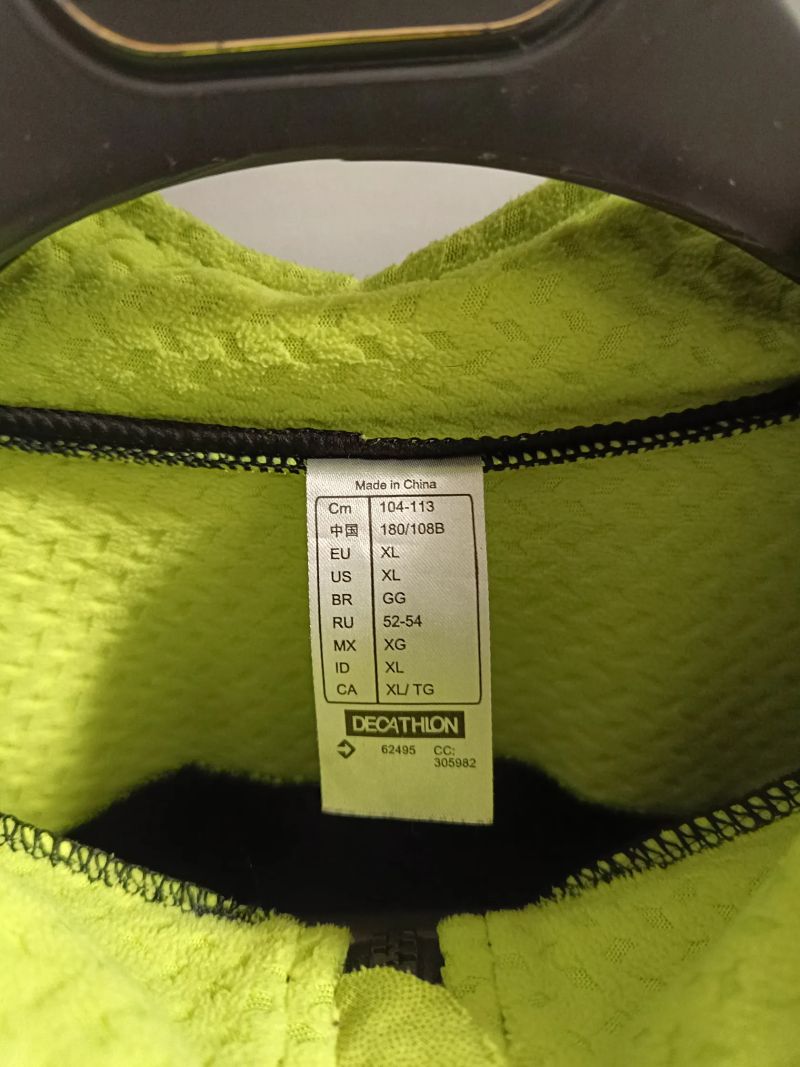 Made in China
Cm 104-113
中国 180/108B
EU XL
US XL
BR GG
RU 52-54
MX XG
ID XL
CA XL/ TG
DECATHLON
62495 CC:
305982